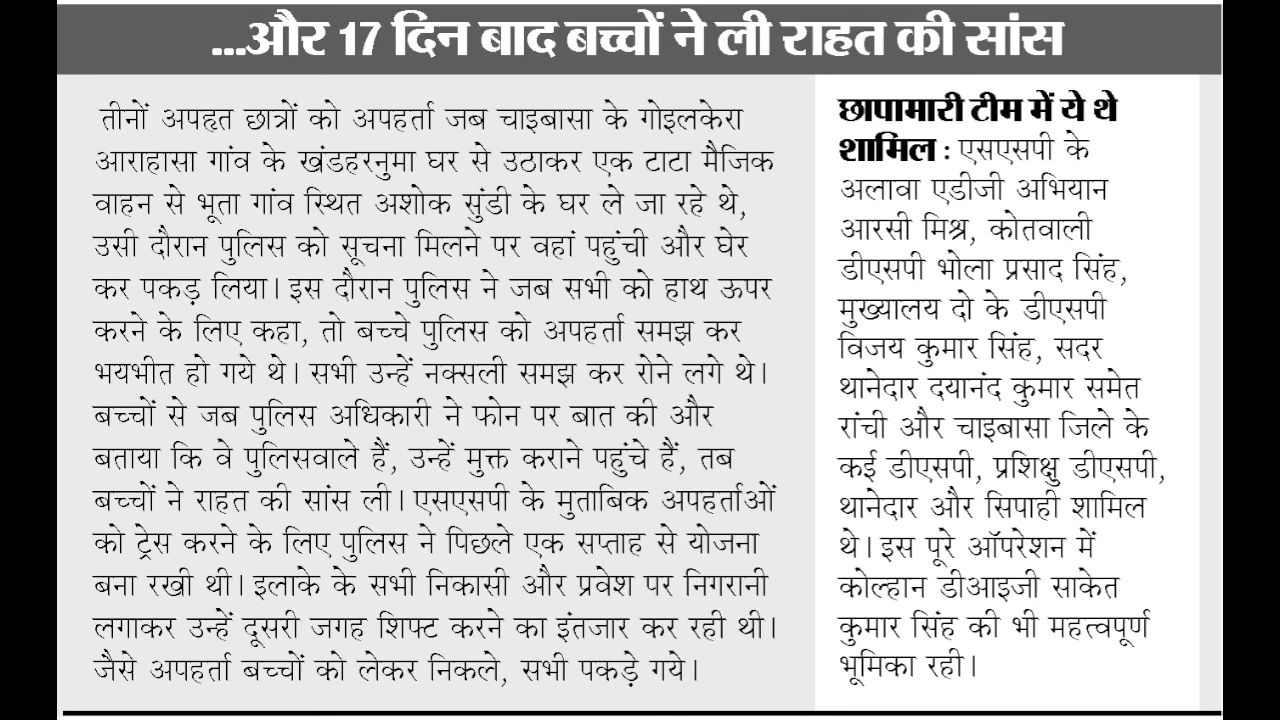 ...और 17 दिन बाद बच्चों ने ली राहत की सांस
तीनों अपहृत छात्रों को अपहर्ता जब चाइबासा के गोइलकेरा
आराहासा गांव के खंडहरनुमा घर से उठाकर एक टाटा मैजिक
वाहन से भूता गांव स्थित अशोक सुंडी के घर ले जा रहे थे,
उसी दौरान पुलिस को सूचना मिलने पर वहां पहुंची और घेर
कर पकड़ लिया। इस दौरान पुलिस ने जब सभी को हाथ ऊपर
करने के लिए कहा, तो बच्चे पुलिस को अपहर्ता समझ कर
भयभीत हो गये थे। सभी उन्हें नक्सली समझ कर रोने लगे थे।
बच्चों से जब पुलिस अधिकारी ने फोन पर बात की और
बताया कि वे पुलिसवाले हैं, उन्हें मुक्त कराने पहुंचे हैं, तब
बच्चों ने राहत की सांस ली। एसएसपी के मुताबिक अपहर्ताओं
को ट्रेस करने के लिए पुलिस ने पिछले एक सप्ताह से योजना
बना रखी थी। इलाके के सभी निकासी और प्रवेश पर निगरानी
लगाकर उन्हें दूसरी जगह शिफ्ट करने का इंतजार कर रही थी।
जैसे अपहर्ता बच्चों को लेकर निकले, सभी पकड़े गये।
छापामारी टीम में ये थे
शामिल : एसएसपी के
अलावा एडीजी अभियान
आरसी मिश्र, कोतवाली
डीएसपी भोला प्रसाद सिंह,
मुख्यालय दो के डीएसपी
विजय कुमार सिंह, सदर
थानेदार दयानंद कुमार समेत
रांची और चाइबासा जिले के
कई डीएसपी, प्रशिक्षु डीएसपी,
थानेदार और सिपाही शामिल
थे। इस पूरे ऑपरेशन में
कोल्हान डीआइजी साकेत
कुमार सिंह की भी महत्वपूर्ण
भूमिका रही।